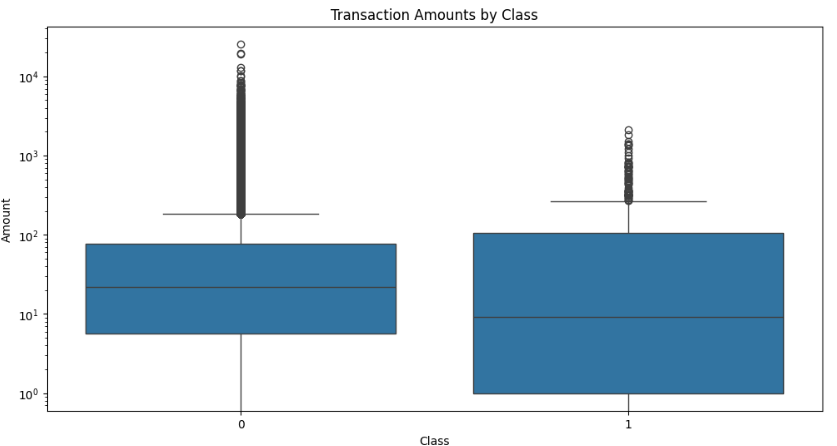 Transaction Amounts by Class
Amount
10⁴
10³
10²
10¹
10⁰
0
1
Class